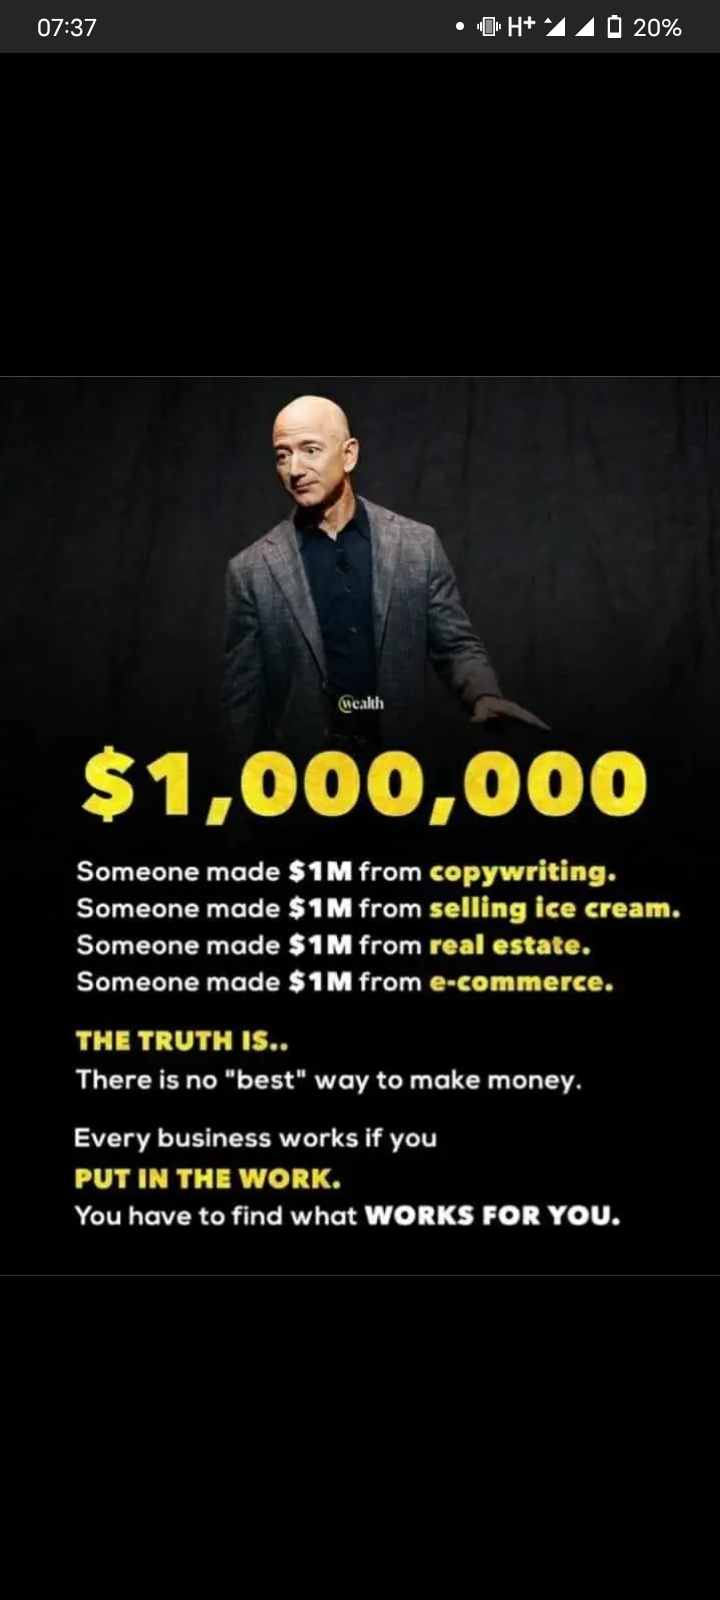 07:37
H+ 20%
@wealth
$1,000,000
Someone made $1M from copywriting.
Someone made $1M from selling ice cream.
Someone made $1M from real estate.
Someone made $1M from e-commerce.
THE TRUTH IS..
There is no "best" way to make money.
Every business works if you
PUT IN THE WORK.
You have to find what WORKS FOR YOU.